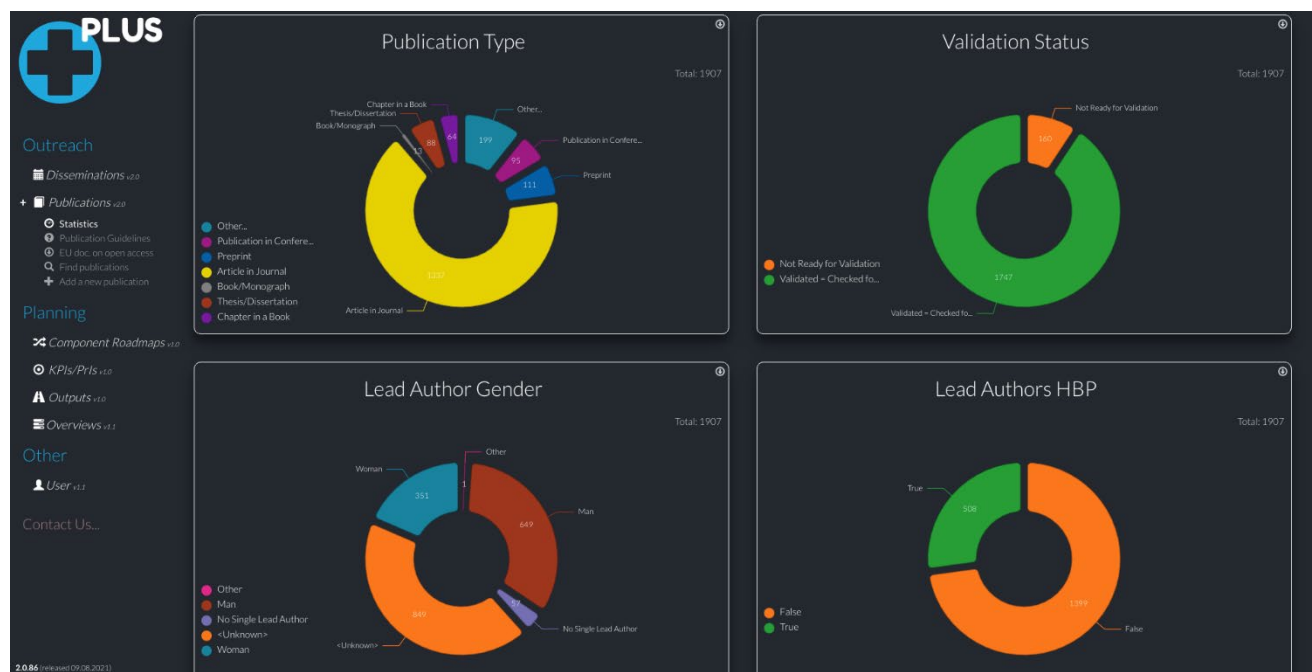 PLUS
Outreach
Disseminations v2.0
+ Publications v2.0
Statistics
Publication Guidelines
EU doc. on open access
Find publications
Add a new publication
Planning
Component Roadmaps v1.0
KPIs/PrIs v1.0
Outputs v1.0
Overviews v1.1
Other
User v1.1
Contact Us...
2.0.86 (released 09.08.2021)
Publication Type
Total: 1907
Chapter in a Book
Thesis/Dissertation
Book/Monograph
Other...
Publication in Confere...
Preprint
Article in Journal
64
88
13
199
95
111
1337
Other...
Publication in Confere...
Preprint
Article in Journal
Book/Monograph
Thesis/Dissertation
Chapter in a Book
Validation Status
Total: 1907
Not Ready for Validation
160
1747
Validated = Checked fo...
Not Ready for Validation
Validated = Checked fo...
Lead Author Gender
Total: 1907
Other
Woman
1
351
649
Man
57
No Single Lead Author
849
<Unknown>
Other
Man
No Single Lead Author
<Unknown>
Woman
Lead Authors HBP
Total: 1907
True
508
1399
False
False
True